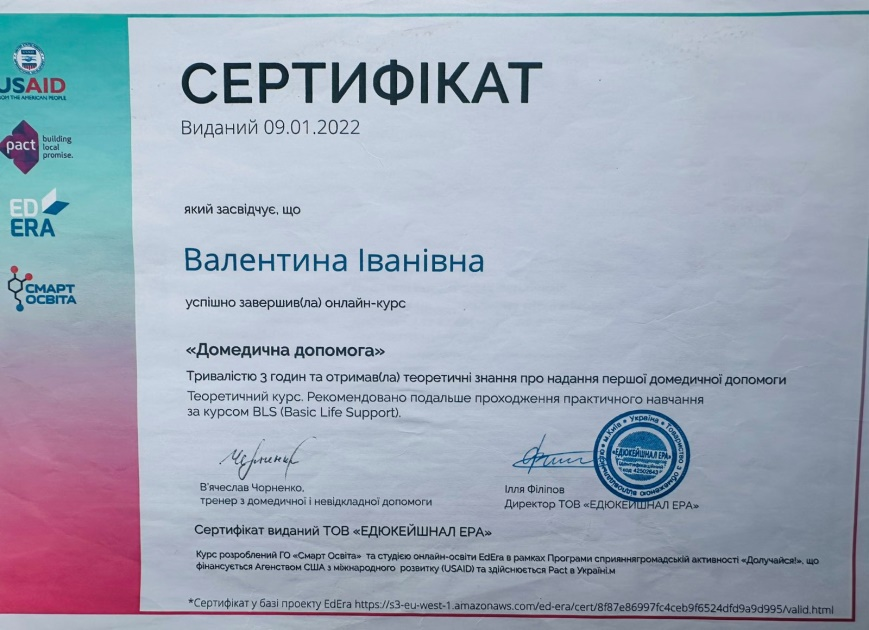 USAID
FROM THE AMERICAN PEOPLE
pact
building
local
promise.
ED
ERA
СМАРТ
ОСВІТА
СЕРТИФІКАТ
Виданий 09.01.2022
який засвідчує, що
Валентина Іванівна
успішно завершив(ла) онлайн-курс
«Домедична допомога»
Тривалістю 3 годин та отримав(ла) теоретичні знання про надання першої домедичної допомоги
Теоретичний курс. Рекомендовано подальше проходження практичного навчання
за курсом BLS (Basic Life Support).
В'ячеслав Чорненко,
тренер з домедичної і невідкладної допомоги
Ілля Філіпов
Директор ТОВ «ЕДЮКЕЙШНАЛ ЕРА»
м.Київ * Україна * Товариство з обмеженою відповідальністю
«ЕДЮКЕЙШНАЛ ЕРА»
ідентифікаційний
код 42502643
Сертифікат виданий ТОВ «ЕДЮКЕЙШНАЛ ЕРА»
Курс розроблений ГО «Смарт Освіта» та студією онлайн-освіти EdEra в рамках Програми сприяннягромадській активності «Долучайся!», що
фінансується Агенством США з міжнародного розвитку (USAID) та здійснюється Pact в Україні.м
*Сертифікат у базі проекту EdEra https://s3-eu-west-1.amazonaws.com/ed-era/cert/8f87e86997fc4ceb9f6524dfd9a9d995/valid.html